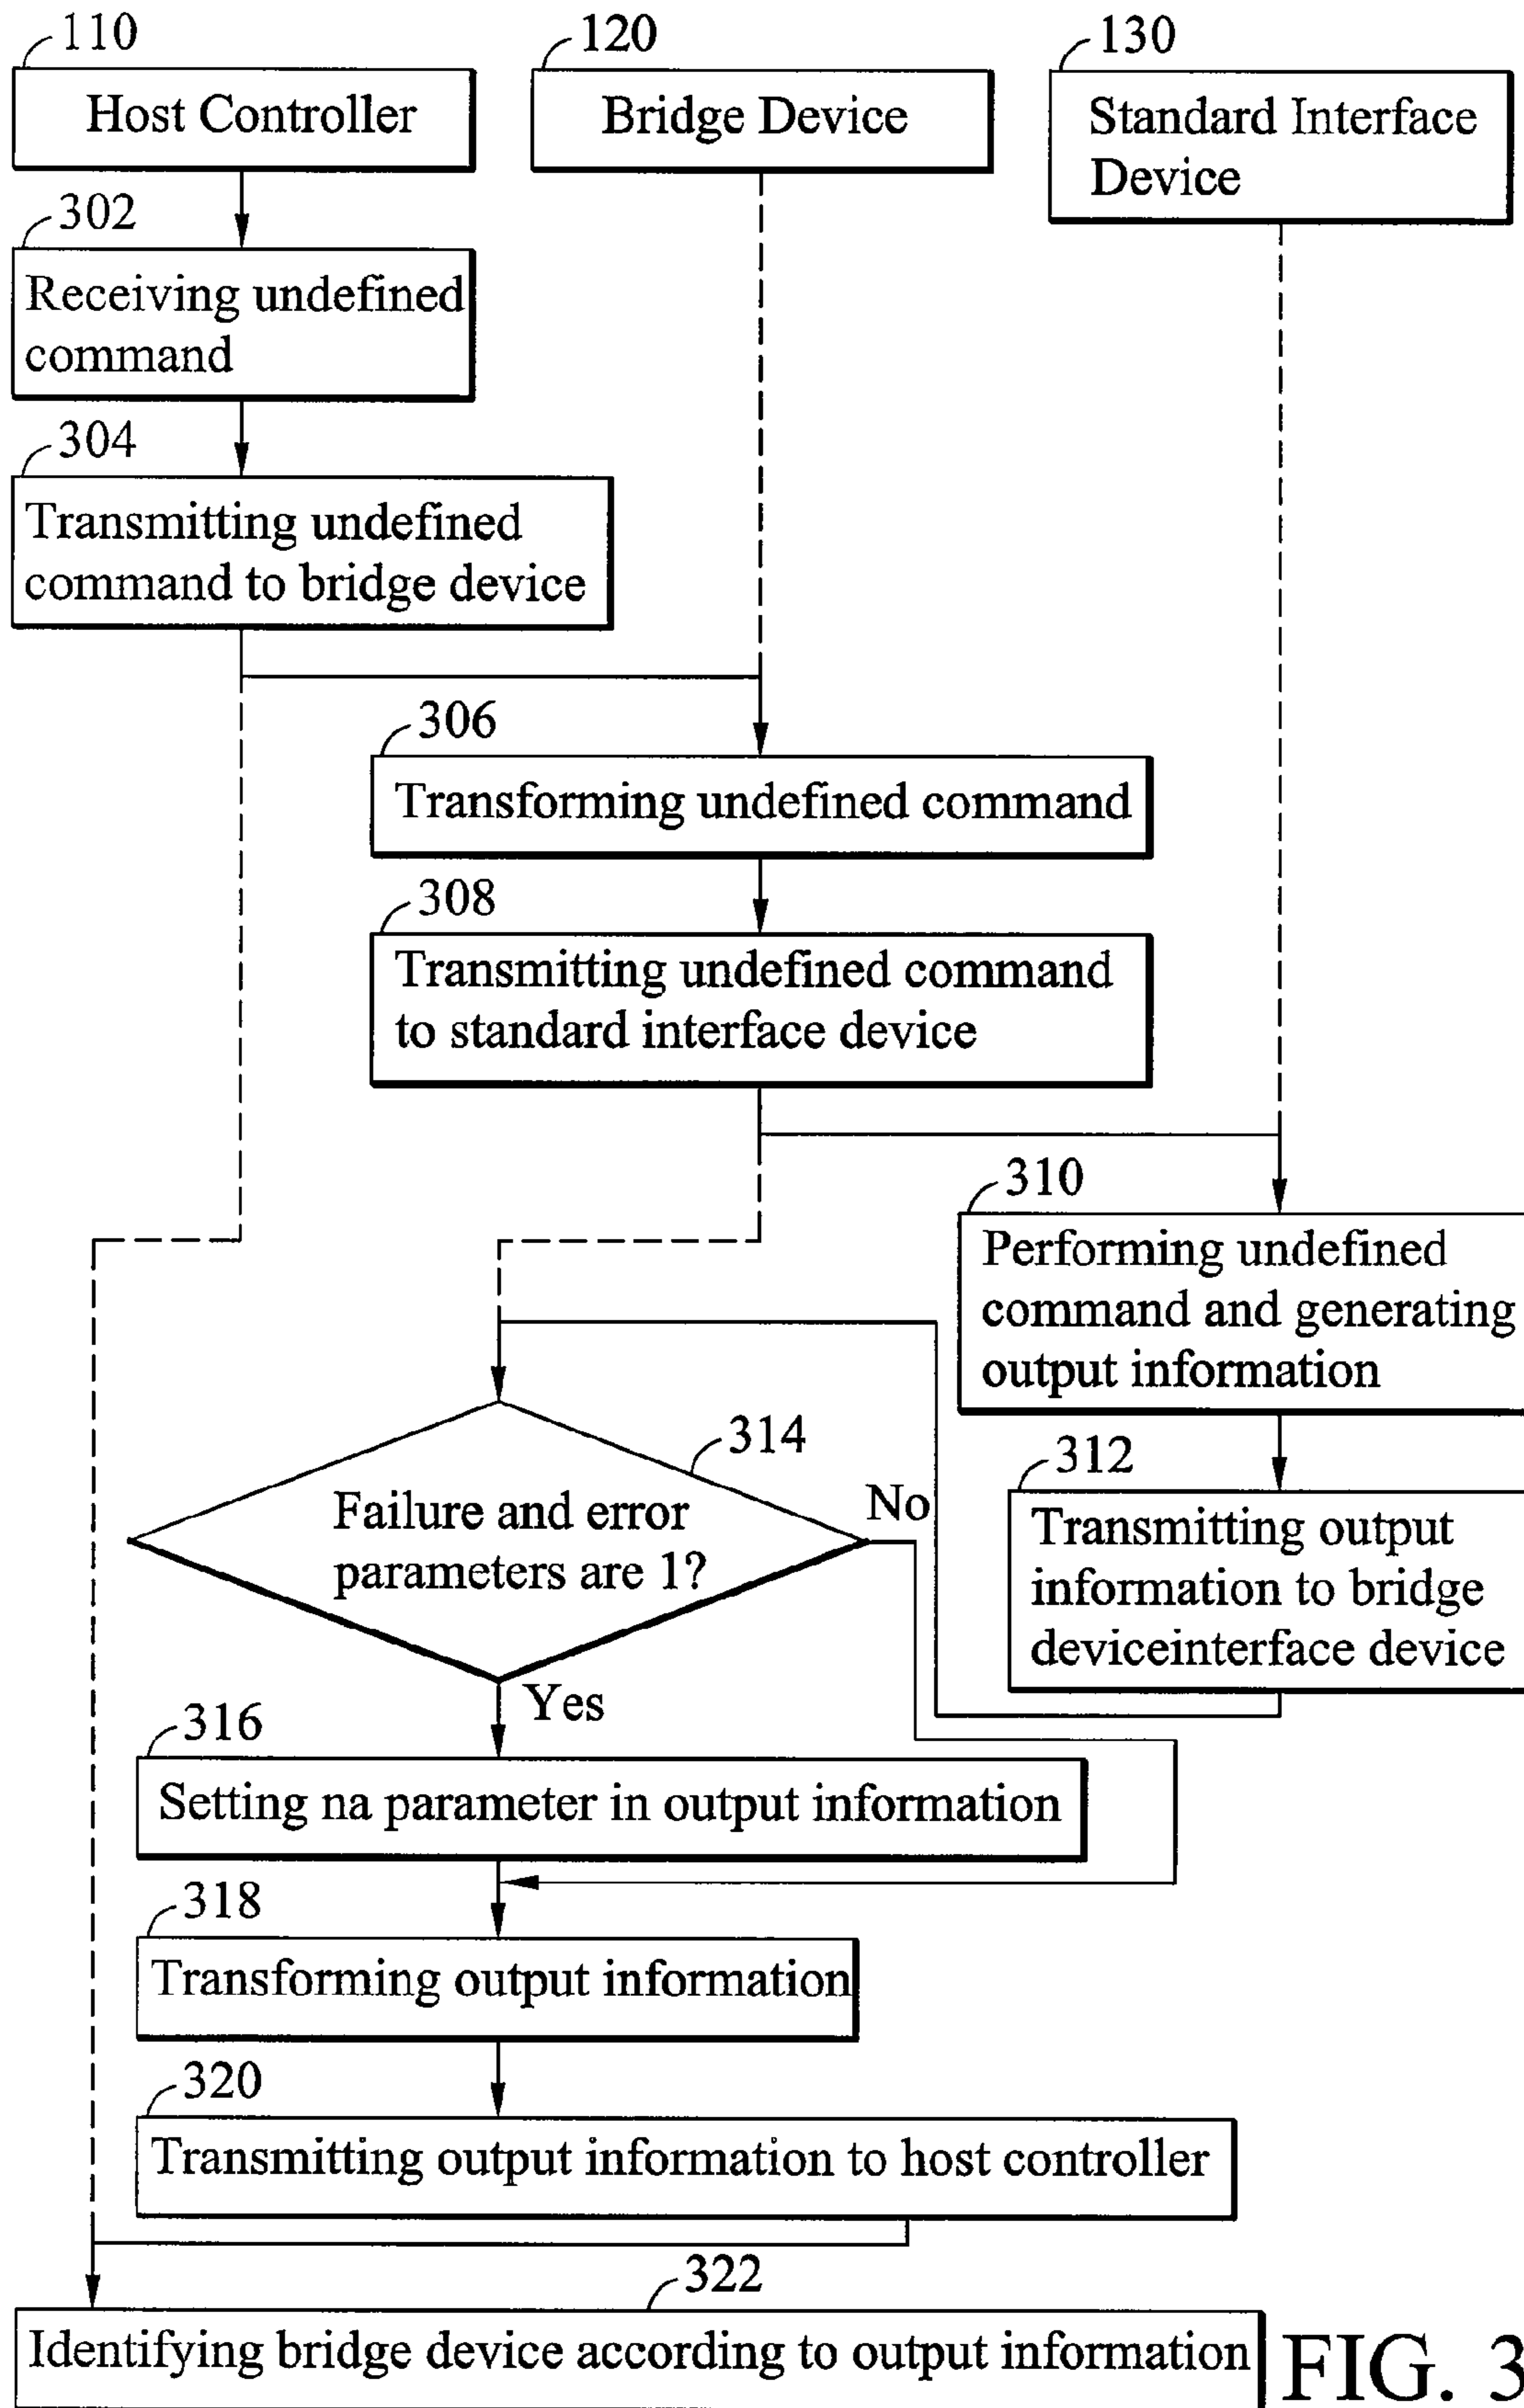 110
120
130
Host Controller
Bridge Device
Standard Interface
Device
302
Receiving undefined
command
304
Transmitting undefined
command to bridge device
306
Transforming undefined command
308
Transmitting undefined command
to standard interface device
310
Performing undefined
command and generating
output information
314
Failure and error
parameters are 1?
No
Yes
312
Transmitting output
information to bridge
deviceinterface device
316
Setting na parameter in output information
318
Transforming output information
320
Transmitting output information to host controller
322
Identifying bridge device according to output information
FIG. 3